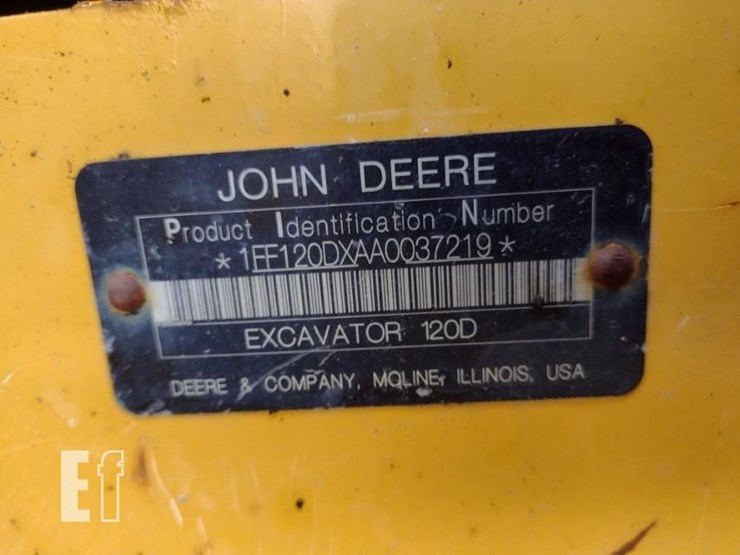 JOHN DEERE
Product Identification Number
*1FF120DXAA0037219*
EXCAVATOR 120D
DEERE & COMPANY, MOLINE, ILLINOIS, USA
Ef